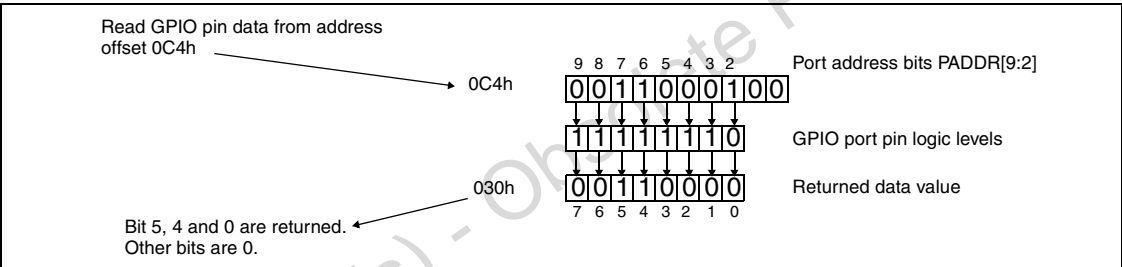 Read GPIO pin data from address
offset 0C4h
9 8 7 6 5 4 3 2 Port address bits PADDR[9:2]
0C4h 0 0 1 1 0 0 0 1 0 0
1 1 1 1 1 1 1 0 GPIO port pin logic levels
030h 0 0 1 1 0 0 0 0 Returned data value
7 6 5 4 3 2 1 0
Bit 5, 4 and 0 are returned.
Other bits are 0.
(s) - Obsolete